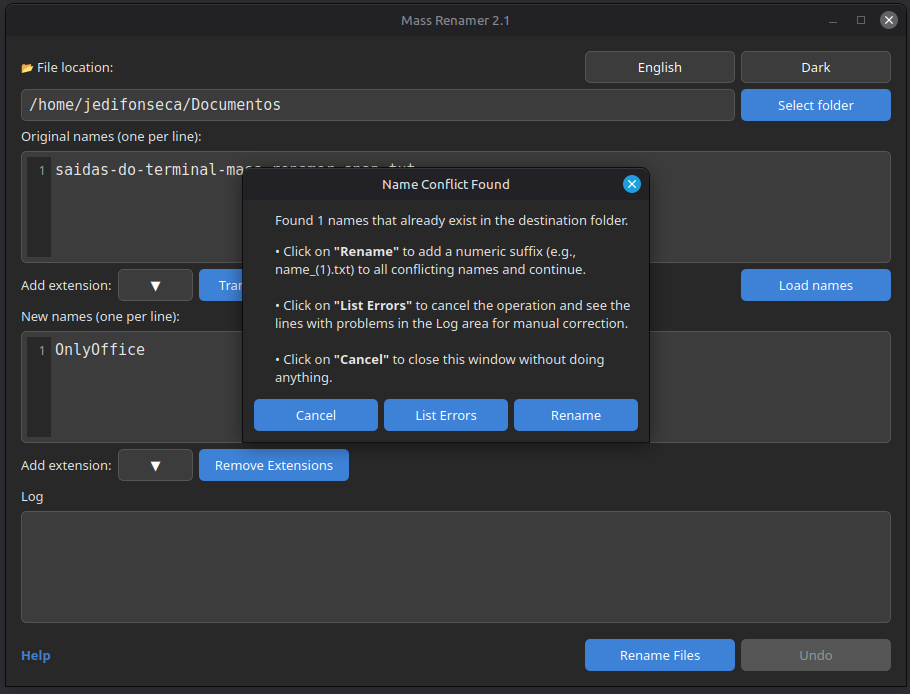 Mass Renamer 2.1
📂 File location:
English
Dark
/home/jedifonseca/Documentos
Select folder
Original names (one per line):
1 saidas-do-terminal-mass-renamer-snap.txt
Name Conflict Found
Found 1 names that already exist in the destination folder.
• Click on "Rename" to add a numeric suffix (e.g.,
name_(1).txt) to all conflicting names and continue.
• Click on "List Errors" to cancel the operation and see the
lines with problems in the Log area for manual correction.
• Click on "Cancel" to close this window without doing
anything.
Cancel
List Errors
Rename
Add extension:
▼
Load names
New names (one per line):
1 OnlyOffice
Add extension:
▼
Remove Extensions
Log
Help
Rename Files
Undo